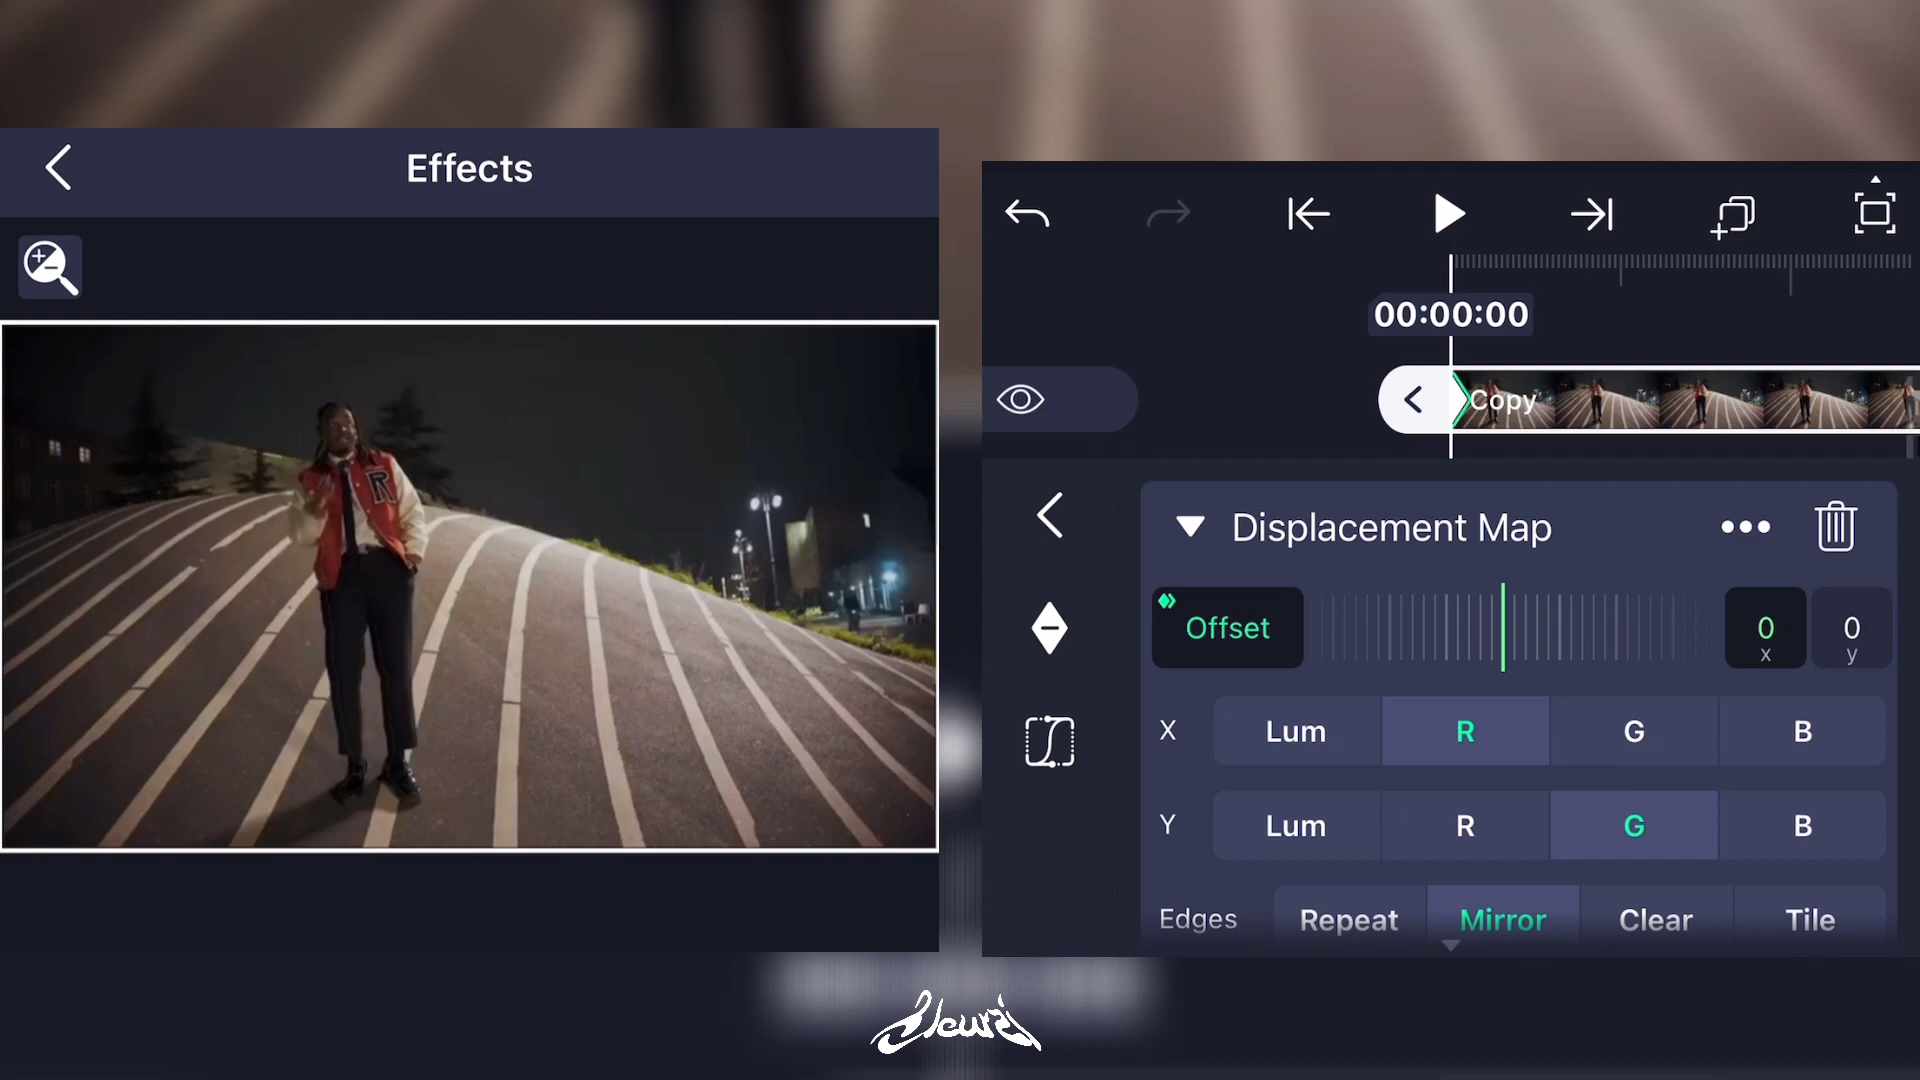 Effects
R
00:00:00
Copy
Displacement Map
Offset
0
x
0
y
X
Lum
R
G
B
Y
Lum
R
G
B
Edges
Repeat
Mirror
Clear
Tile